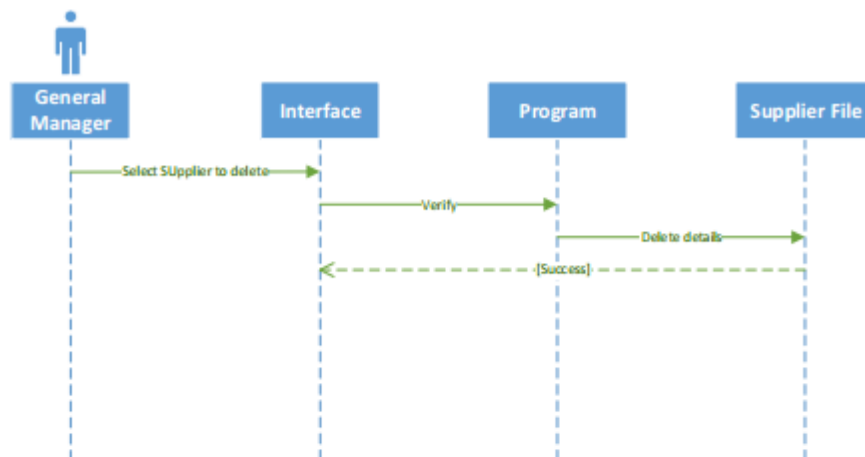 General
Manager
Interface
Program
Supplier File
Select SUpplier to delete
Verify
Delete details
[Success]